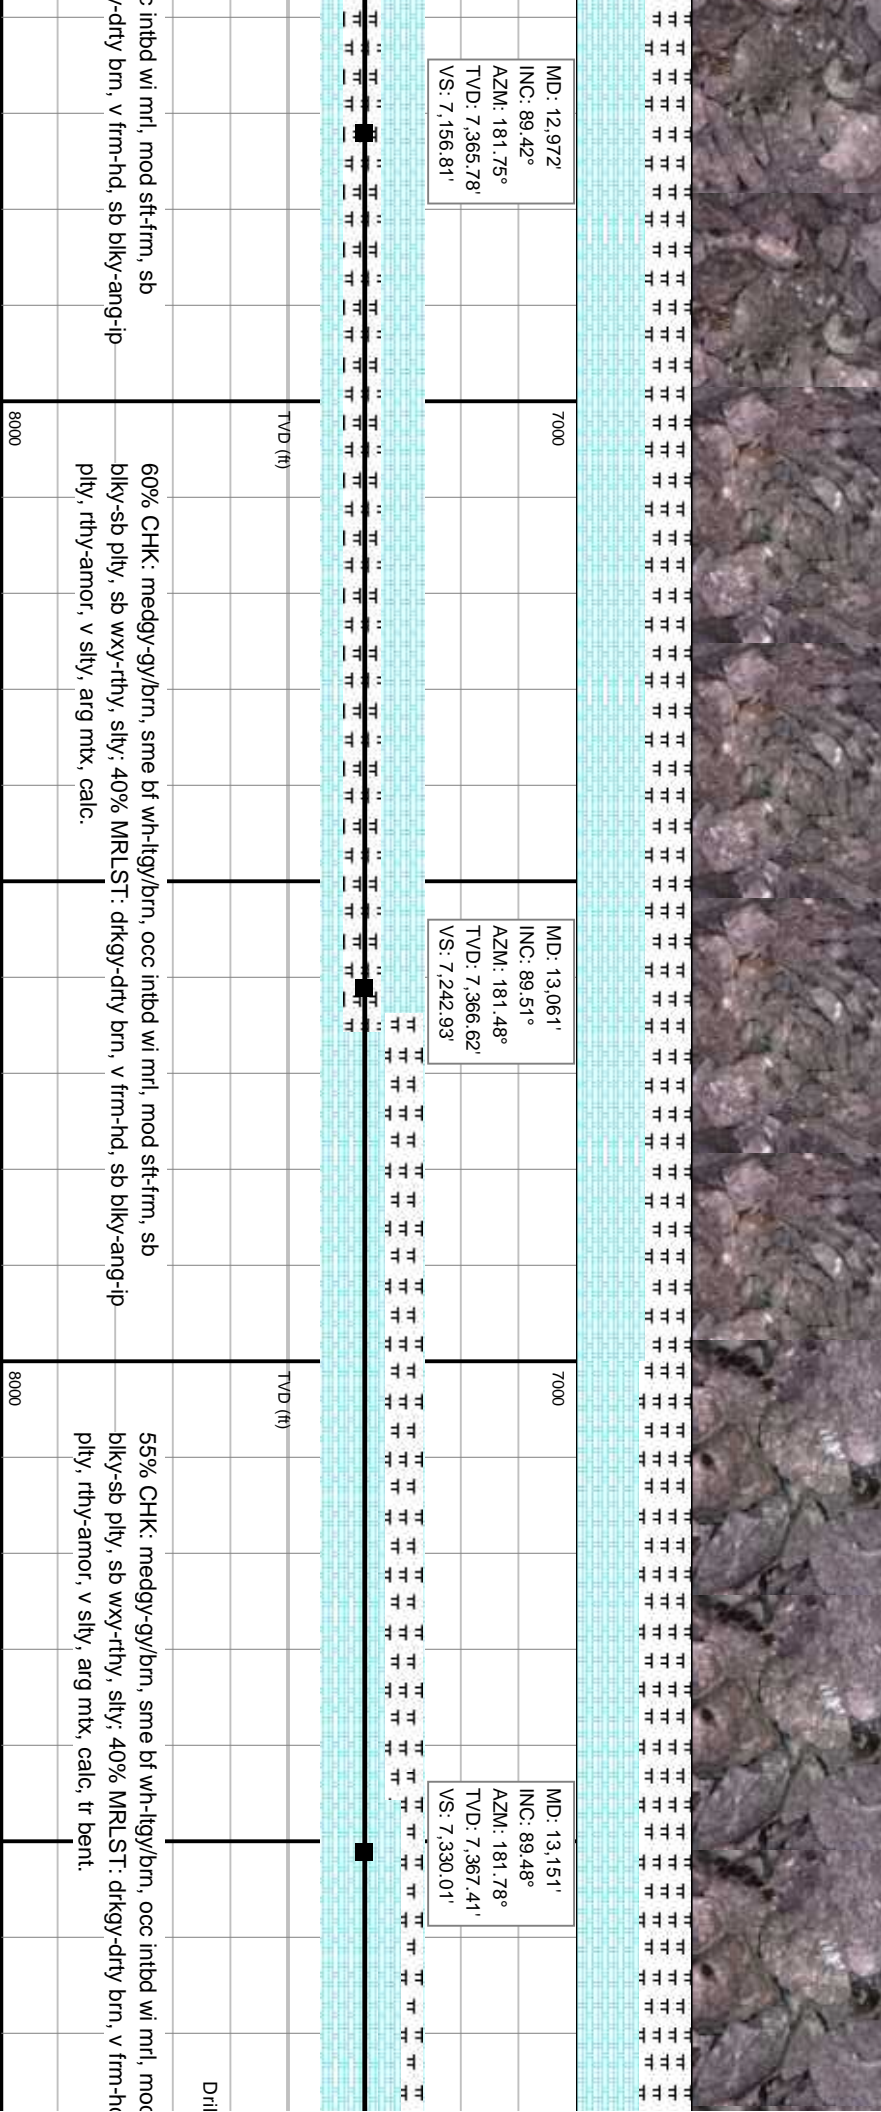 c intbd wi mrl, mod sft-frm, sb
y-drty brn, v frm-hd, sb blky-ang-ip
MD: 12,972'
INC: 89.42°
AZM: 181.75°
TVD: 7,365.78'
VS: 7,156.81'
7000
TVD (ft)
8000
60% CHK: medgy-gy/brn, sme bf wh-ltgy/brn, occ intbd wi mrl, mod sft-frm, sb
blky-sb plty, sb wxy-rthy, slty; 40% MRLST: drkgy-drty brn, v frm-hd, sb blky-ang-ip
plty, rthy-amor, v slty, arg mtx, calc.
MD: 13,061'
INC: 89.51°
AZM: 181.48°
TVD: 7,366.62'
VS: 7,242.93'
7000
TVD (ft)
8000
55% CHK: medgy-gy/brn, sme bf wh-ltgy/brn, occ intbd wi mrl, mod
blky-sb plty, sb wxy-rthy, slty; 40% MRLST: drkgy-drty brn, v frm-hd
plty, rthy-amor, v slty, arg mtx, calc, tr bent.
MD: 13,151'
INC: 89.48°
AZM: 181.78°
TVD: 7,367.41'
VS: 7,330.01'
Dril